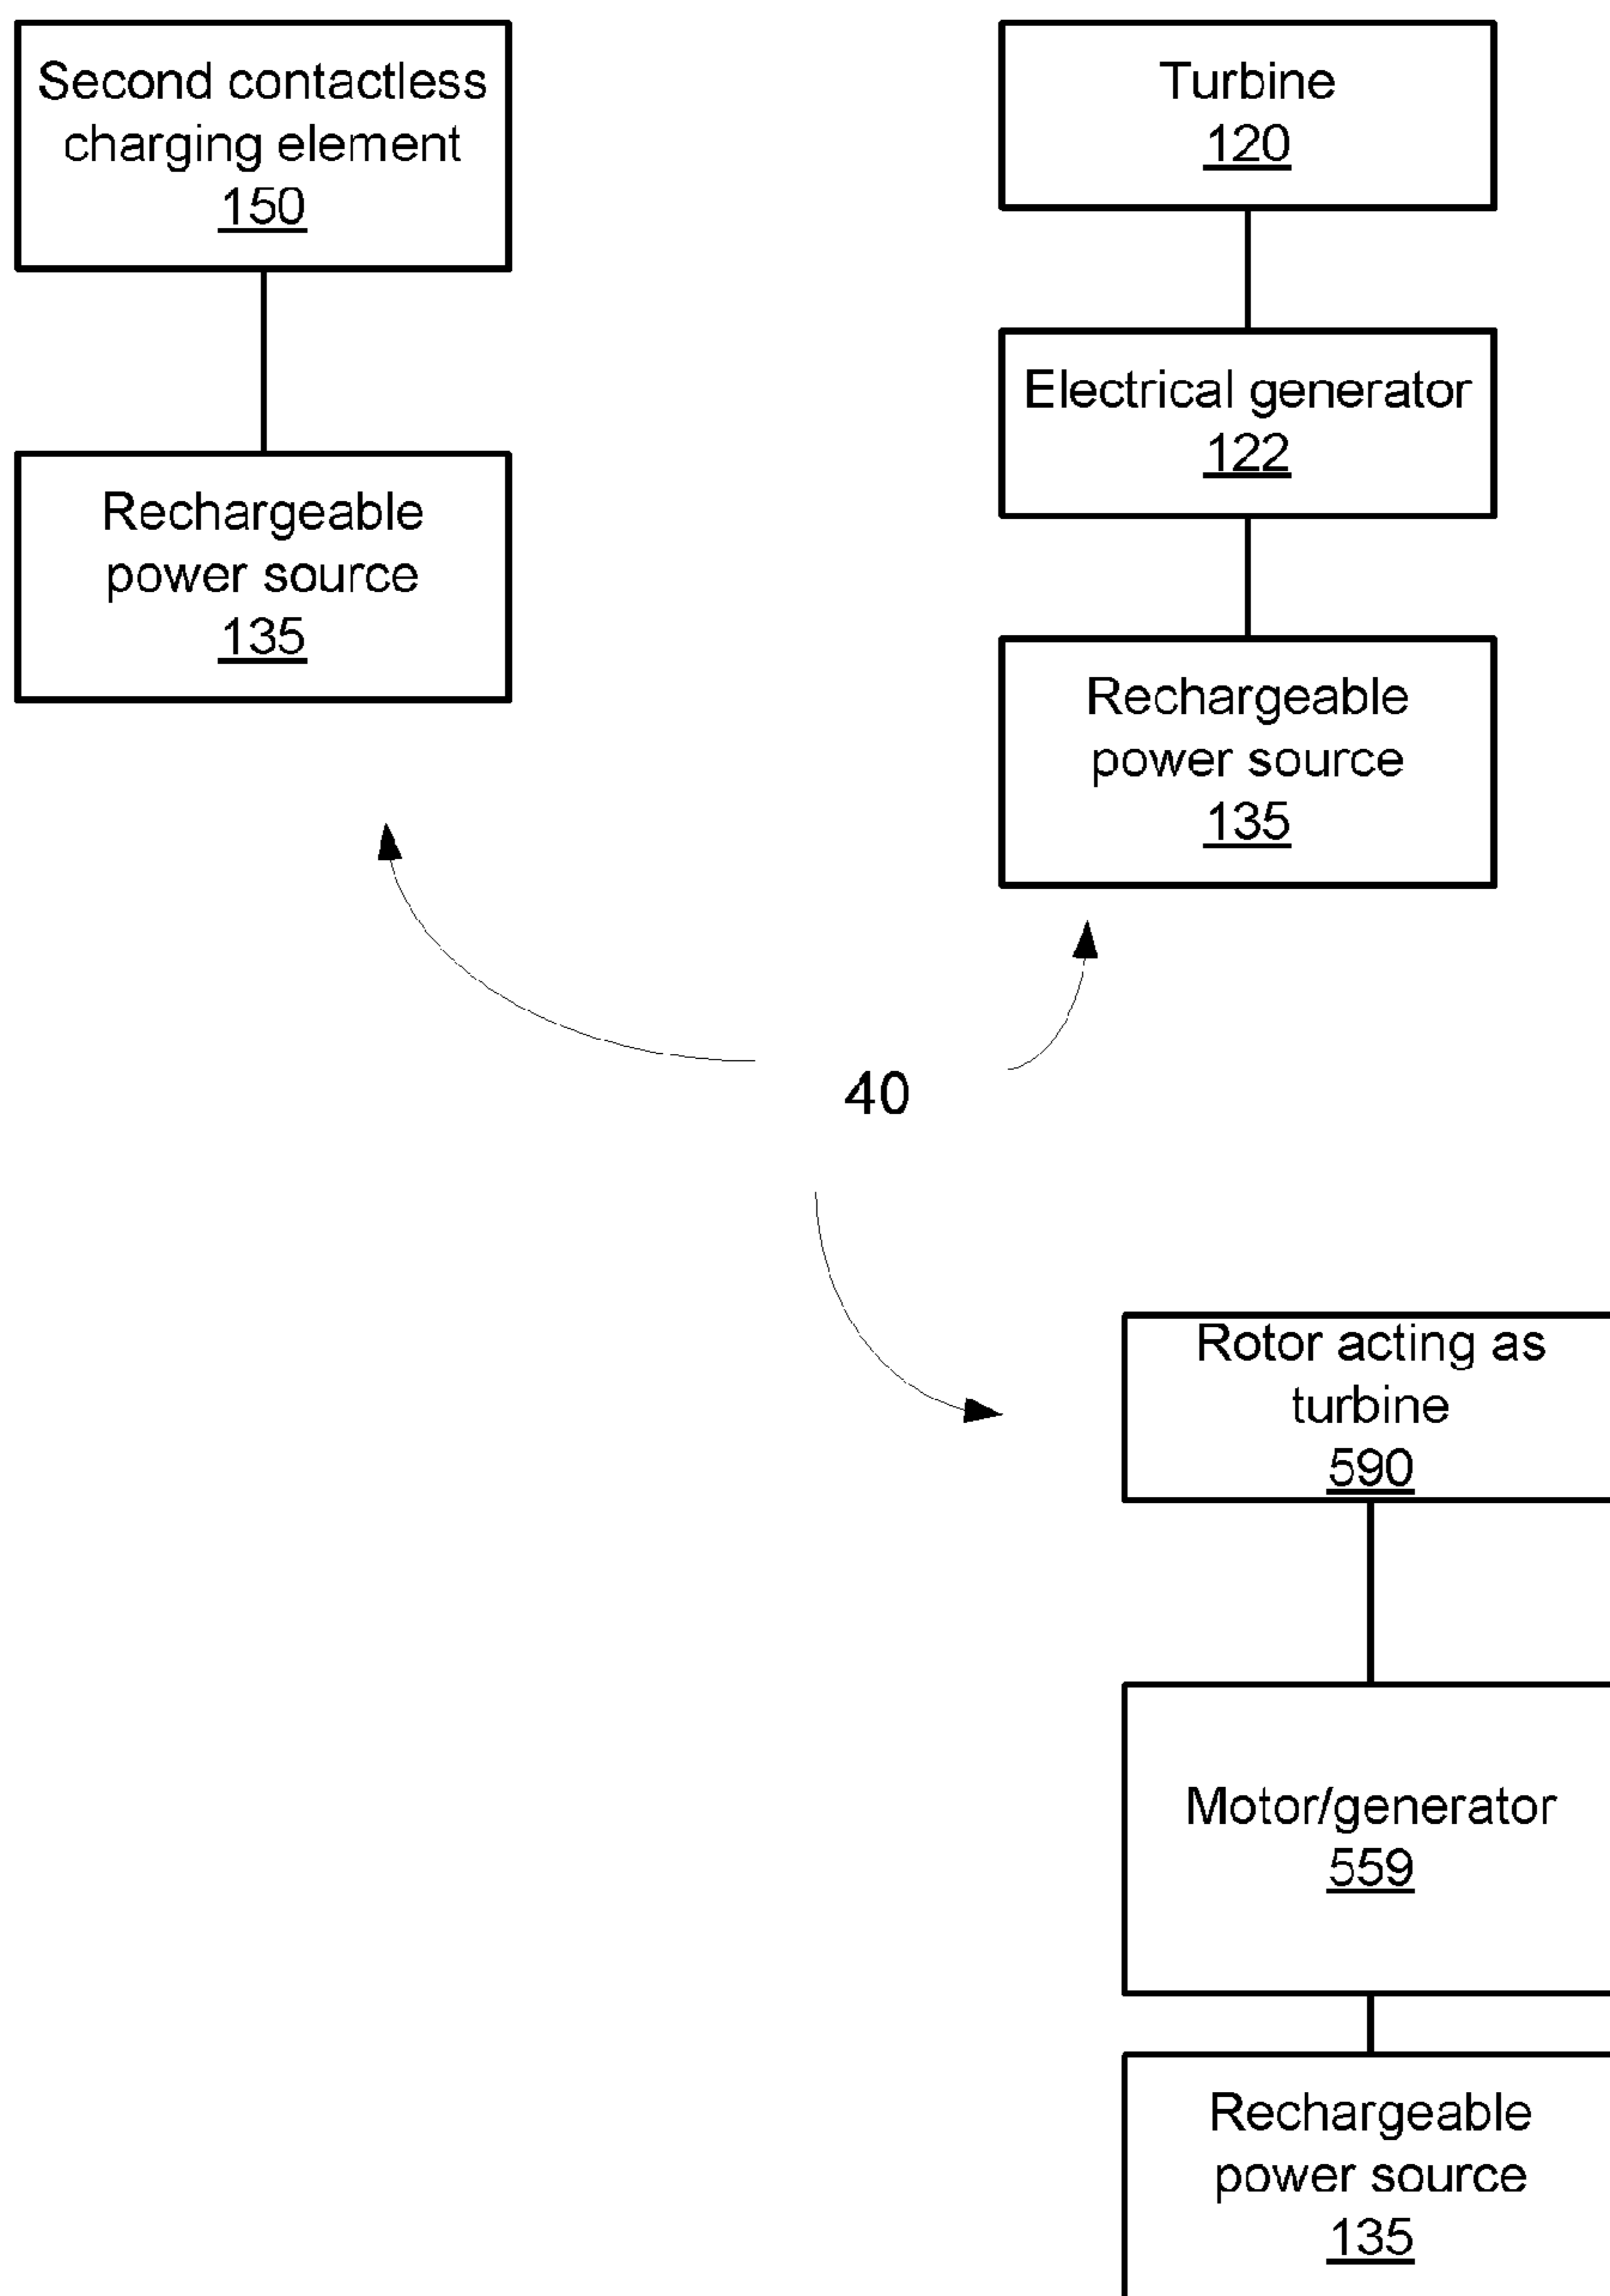 Second contactless
charging element
150
Rechargeable
power source
135
Turbine
120
Electrical generator
122
Rechargeable
power source
135
40
Rotor acting as
turbine
590
Motor/generator
559
Rechargeable
power source
135